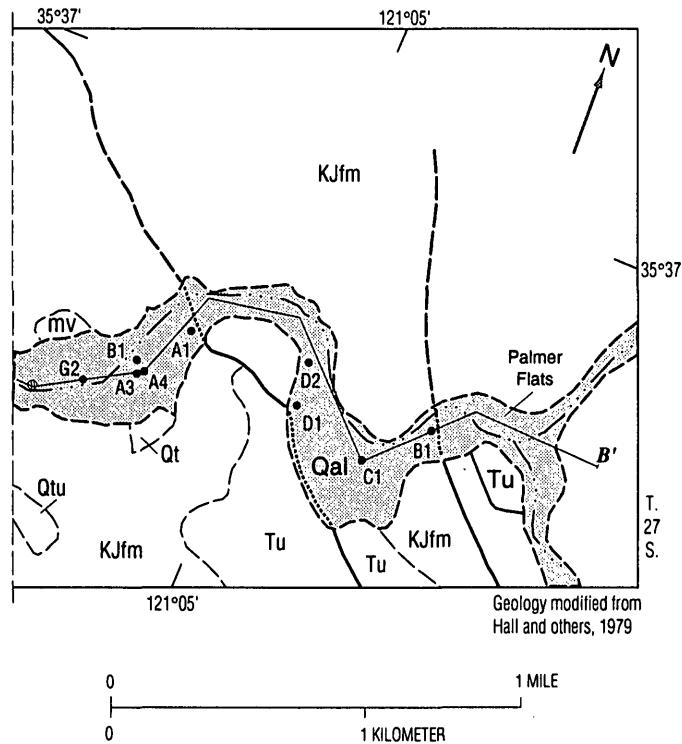 35°37'
121°05'
N
KJfm
35°37
mv
B1
A1
G2
A3
A4
D2
Palmer
Flats
D1
Qt
Qal
C1
B1
B'
Tu
Qtu
T.
27
S.
KJfm
Tu
Tu
KJfm
121°05'
Geology modified from
Hall and others, 1979
0
1 MILE
0
1 KILOMETER